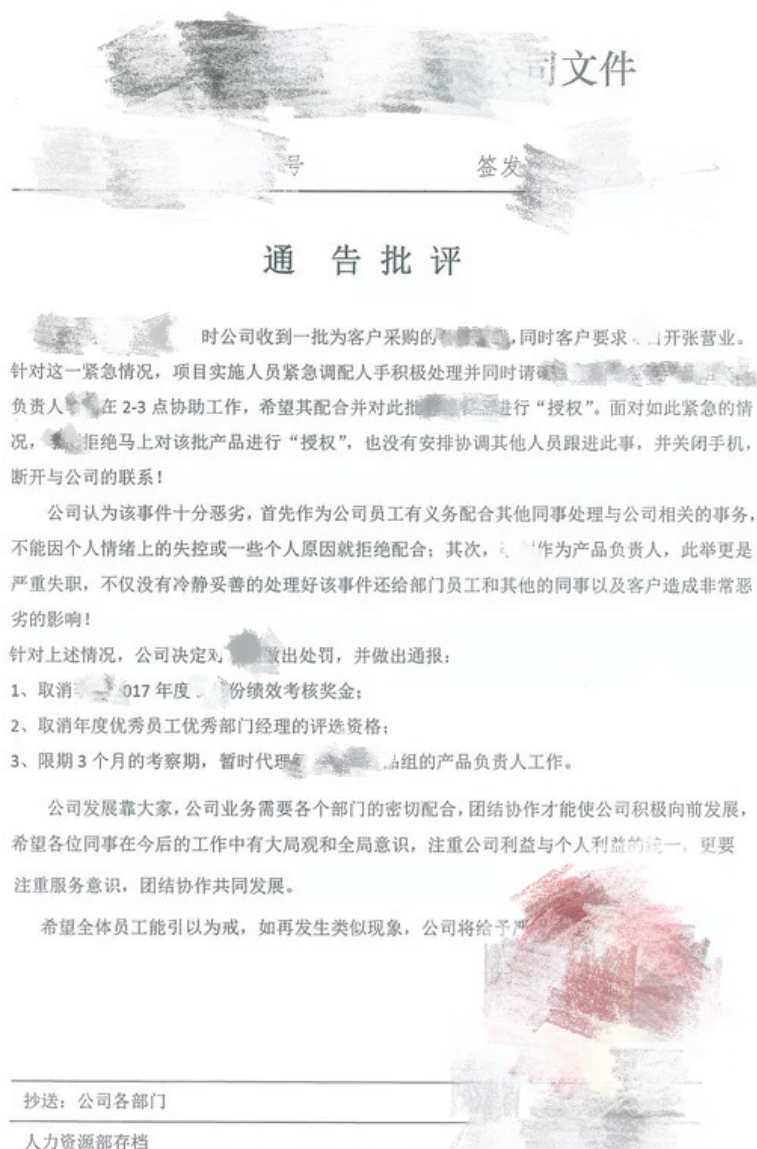 司文件
号 签发
通 告 批 评
时公司收到一批为客户采购的 ,同时客户要求 日开张营业。
针对这一紧急情况，项目实施人员紧急调配人手积极处理并同时请
负责人 在 2-3 点协助工作，希望其配合并对此批 进行“授权”。面对如此紧急的情
况， 拒绝马上对该批产品进行“授权”，也没有安排协调其他人员跟进此事，并关闭手机，
断开与公司的联系！
公司认为该事件十分恶劣，首先作为公司员工有义务配合其他同事处理与公司相关的事务，
不能因个人情绪上的失控或一些个人原因就拒绝配合；其次， 作为产品负责人，此举更是
严重失职，不仅没有冷静妥善的处理好该事件还给部门员工和其他的同事以及客户造成非常恶
劣的影响！
针对上述情况，公司决定对 做出处罚，并做出通报：
1、取消 017 年度 份绩效考核奖金；
2、取消年度优秀员工优秀部门经理的评选资格；
3、限期 3 个月的考察期，暂时代理 品组的产品负责人工作。
公司发展靠大家，公司业务需要各个部门的密切配合，团结协作才能使公司积极向前发展，
希望各位同事在今后的工作中有大局观和全局意识，注重公司利益与个人利益的统一，更要
注重服务意识，团结协作共同发展。
希望全体员工能引以为戒，如再发生类似现象，公司将给予严
抄送：公司各部门
人力资源部存档